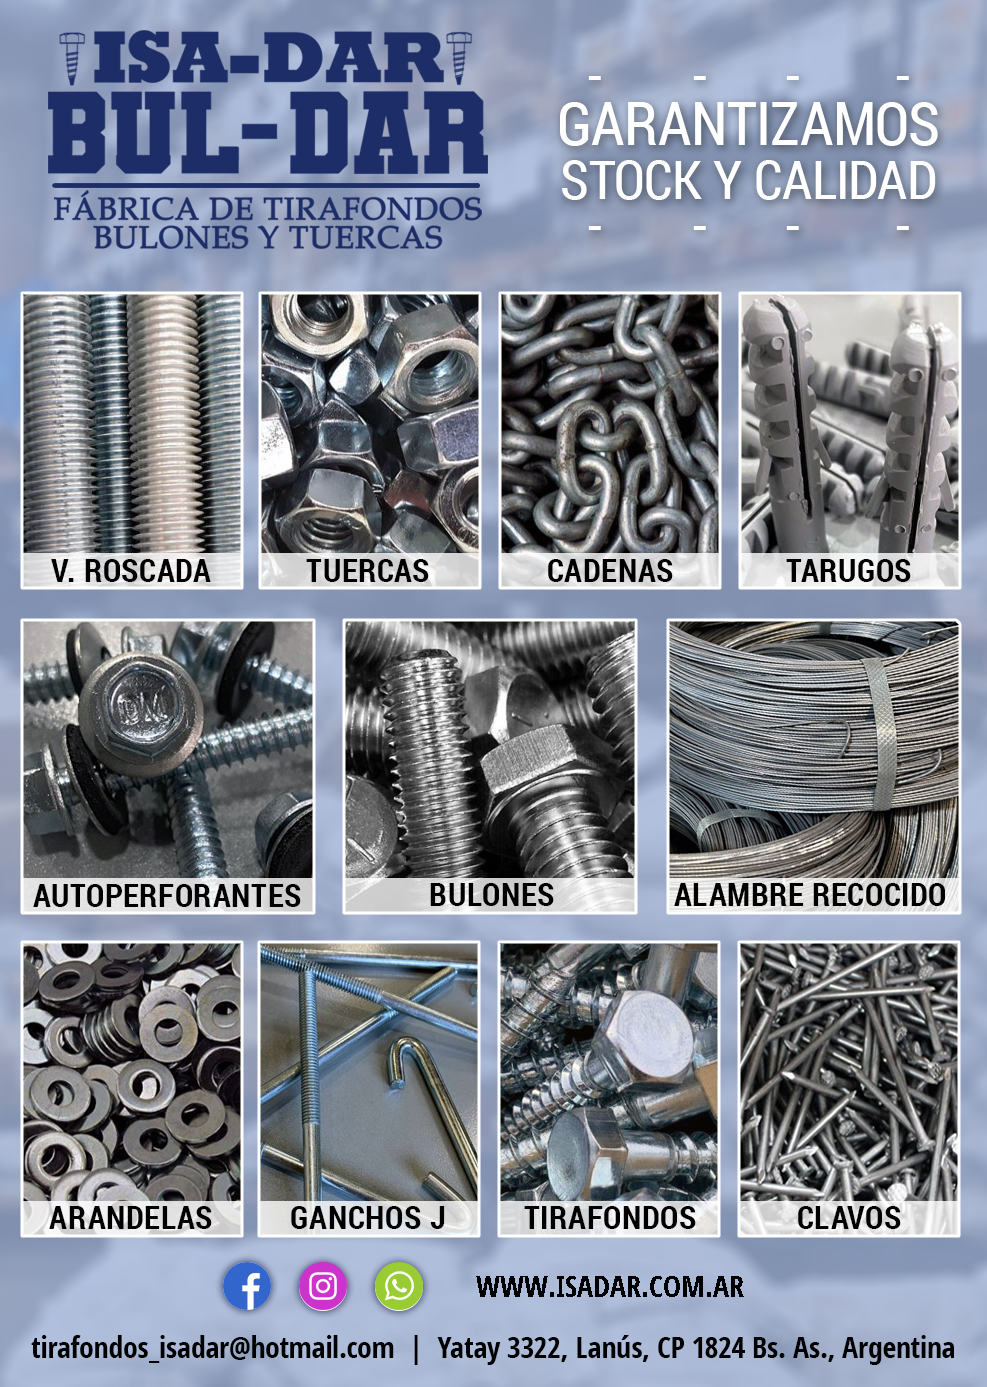 ISA-DAR
BUL-DAR
FÁBRICA DE TIRAFONDOS
BULONES Y TUERCAS
- - - -
GARANTIZAMOS
STOCK Y CALIDAD
- - - -
V. ROSCADA
TUERCAS
CADENAS
TARUGOS
BM
AUTOPERFORANTES
BULONES
ALAMBRE RECOCIDO
ARANDELAS
GANCHOS J
TIRAFONDOS
CLAVOS
WWW.ISADAR.COM.AR
tirafondos_isadar@hotmail.com | Yatay 3322, Lanús, CP 1824 Bs. As., Argentina